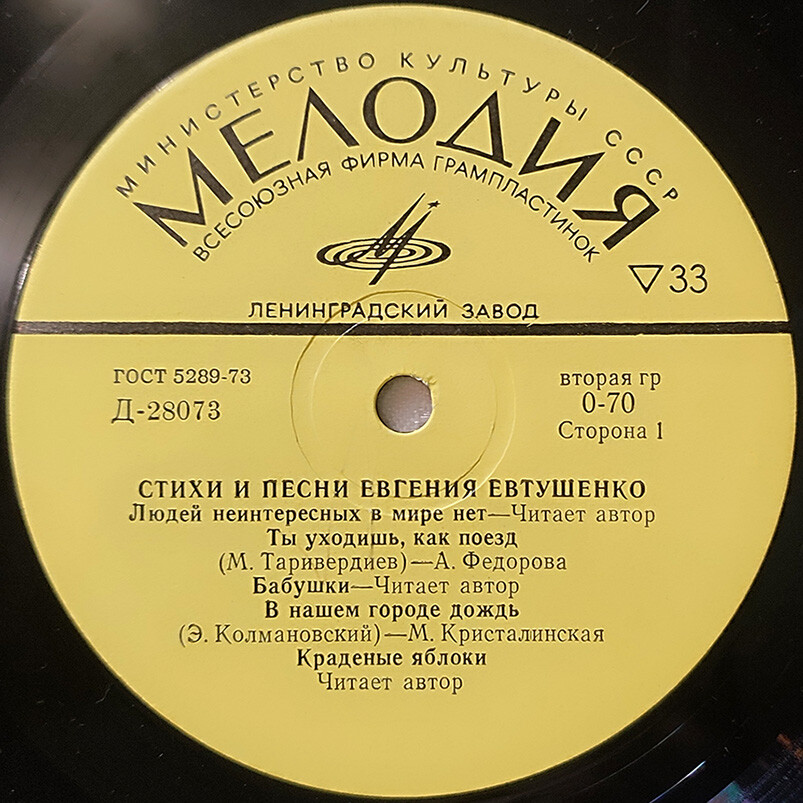 МИНИСТЕРСТВО КУЛЬТУРЫ СССР
МЕЛОДИЯ
ВСЕСОЮЗНАЯ ФИРМА ГРАМПЛАСТИНОК
▽33
ЛЕНИНГРАДСКИЙ ЗАВОД
ГОСТ 5289-73
Д-28073
вторая гр
0-70
Сторона 1
СТИХИ И ПЕСНИ ЕВГЕНИЯ ЕВТУШЕНКО
Людей неинтересных в мире нет—Читает автор
Ты уходишь, как поезд
(М. Таривердиев)—А. Федорова
Бабушки—Читает автор
В нашем городе дождь
(Э. Колмановский)—М. Кристалинская
Краденые яблоки
Читает автор